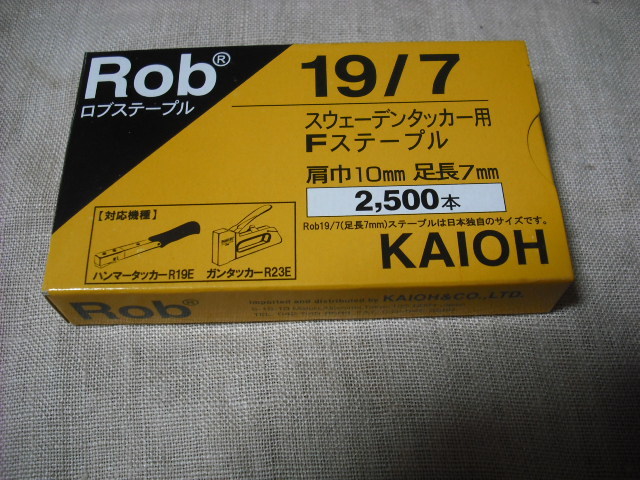 Rob®
ロブステープル
19/7
スウェーデンタッカー用
Fステープル
肩巾10mm 足長7mm
2,500本
Rob19/7(足長7mm)ステープルは日本独自のサイズです。
KAIOH
【対応機種】
ハンマータッカーR19E
ガンタッカーR23E
Rob®
Imported and distributed by KAIOH&CO.,LTD.